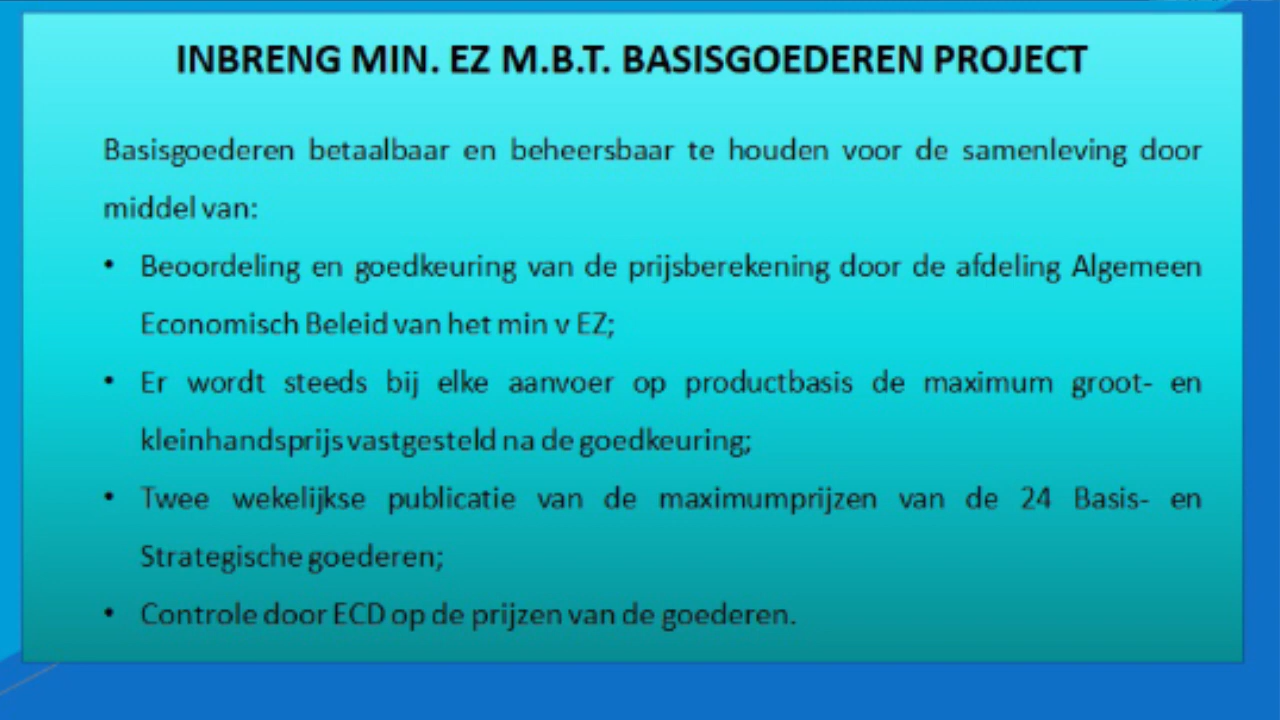 INBRENG MIN. EZ M.B.T. BASISGOEDEREN PROJECT
Basisgoederen betaalbaar en beheersbaar te houden voor de samenleving door
middel van:
• Beoordeling en goedkeuring van de prijsberekening door de afdeling Algemeen
Economisch Beleid van het min v EZ;
• Er wordt steeds bij elke aanvoer op productbasis de maximum groot- en
kleinhandsprijs vastgesteld na de goedkeuring;
• Twee wekelijkse publicatie van de maximumprijzen van de 24 Basis- en
Strategische goederen;
• Controle door ECD op de prijzen van de goederen.